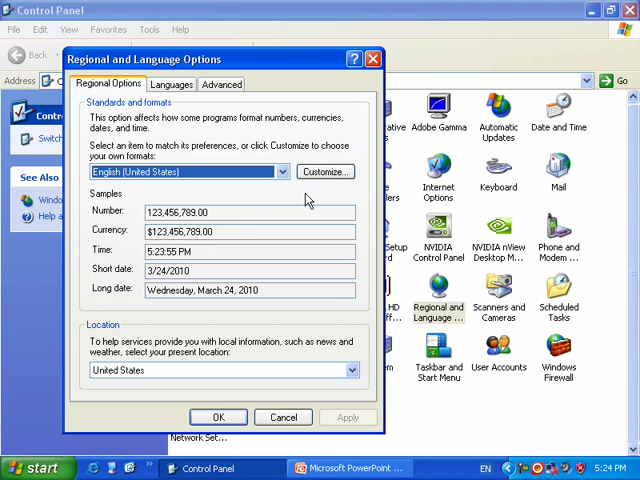 Control Panel
File Edit View Favorites Tools Help
Back
Address
Go
Contr
Switch
See Also
Window
Help a
Regional and Language Options
Regional Options Languages Advanced
Standards and formats
This option affects how some programs format numbers, currencies,
dates, and time.
Select an item to match its preferences, or click Customize to choose
your own formats:
English (United States) Customize...
Samples
Number: 123,456,789.00
Currency: $123,456,789.00
Time: 5:23:55 PM
Short date: 3/24/2010
Long date: Wednesday, March 24, 2010
Location
To help services provide you with local information, such as news and
weather, select your present location:
United States
OK Cancel Apply
Adobe Gamma
Automatic
Updates
Date and Time
Internet
Options
Keyboard
Mail
NVIDIA
Control Panel
NVIDIA nView
Desktop M...
Phone and
Modem ...
Regional and
Language ...
Scanners and
Cameras
Scheduled
Tasks
Taskbar and
Start Menu
User Accounts
Windows
Firewall
Network Set...
start Control Panel Microsoft PowerPoint ... EN 5:24 PM